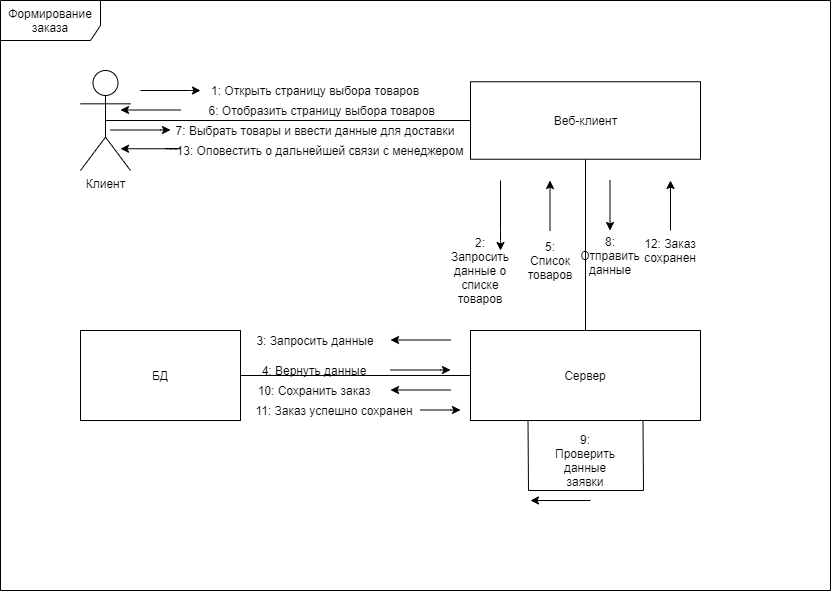 Формирование
заказа
1: Открыть страницу выбора товаров
6: Отобразить страницу выбора товаров
7: Выбрать товары и ввести данные для доставки
13: Оповестить о дальнейшей связи с менеджером
Клиент
Веб-клиент
2:
Запросить
данные о
списке
товаров
5:
Список
товаров
8:
Отправить
данные
12: Заказ
сохранен
3: Запросить данные
4: Вернуть данные
10: Сохранить заказ
11: Заказ успешно сохранен
БД
Сервер
9:
Проверить
данные
заявки